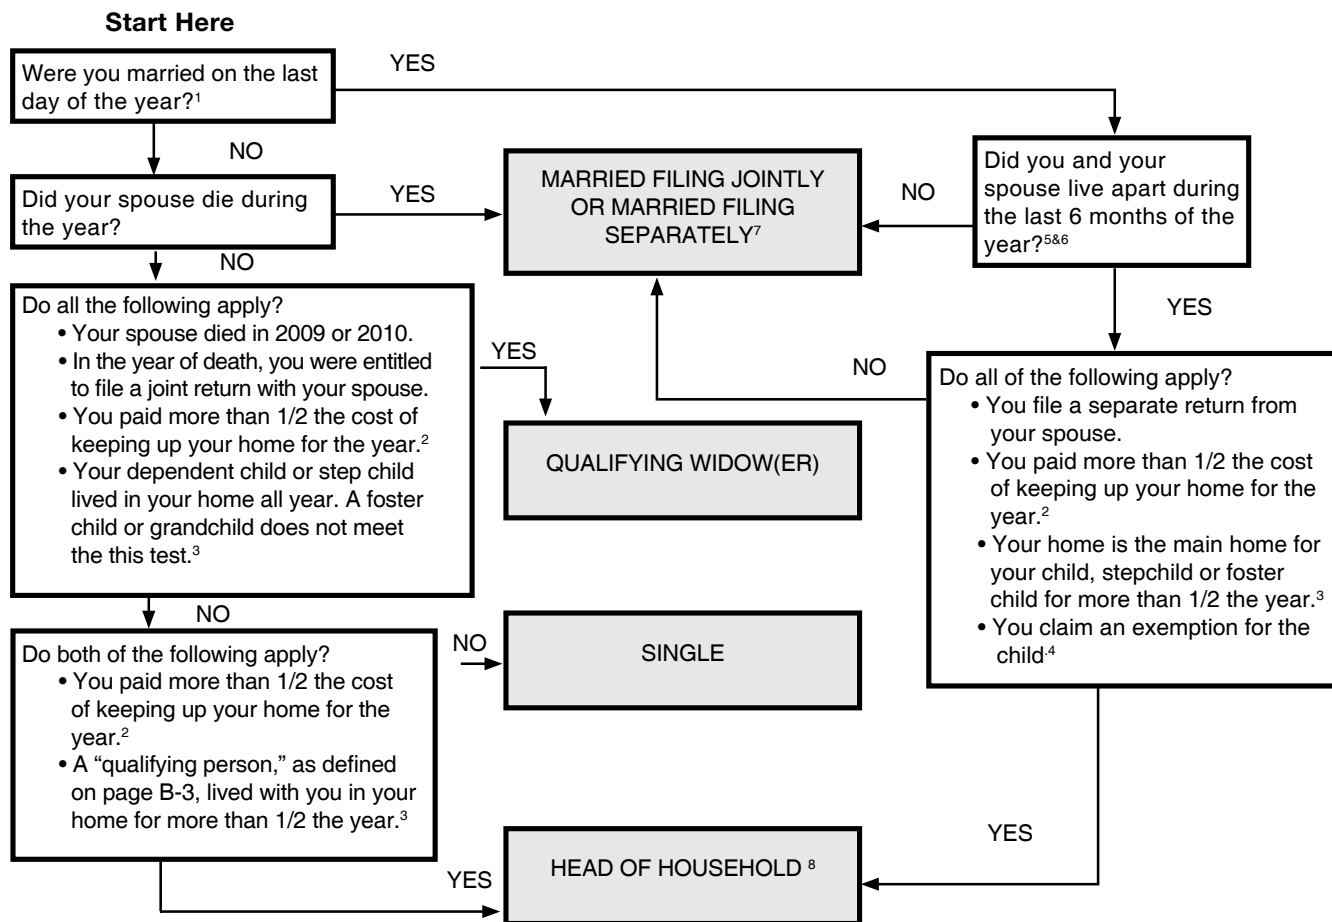 Start Here
Were you married on the last
day of the year?1
YES
NO
Did your spouse die during
the year?
YES
MARRIED FILING JOINTLY
OR MARRIED FILING
SEPARATELY7
NO
Did you and your
spouse live apart during
the last 6 months of the
year?5&6
NO
YES
Do all the following apply?
• Your spouse died in 2009 or 2010.
• In the year of death, you were entitled
to file a joint return with your spouse.
• You paid more than 1/2 the cost of
keeping up your home for the year.2
• Your dependent child or step child
lived in your home all year. A foster
child or grandchild does not meet
the this test.3
YES
QUALIFYING WIDOW(ER)
NO
Do all of the following apply?
• You file a separate return from
your spouse.
• You paid more than 1/2 the cost
of keeping up your home for the
year.2
• Your home is the main home for
your child, stepchild or foster
child for more than 1/2 the year.3
• You claim an exemption for the
child.4
NO
Do both of the following apply?
• You paid more than 1/2 the cost
of keeping up your home for the
year.2
• A “qualifying person,” as defined
on page B-3, lived with you in your
home for more than 1/2 the year.3
NO
SINGLE
YES
HEAD OF HOUSEHOLD 8
YES